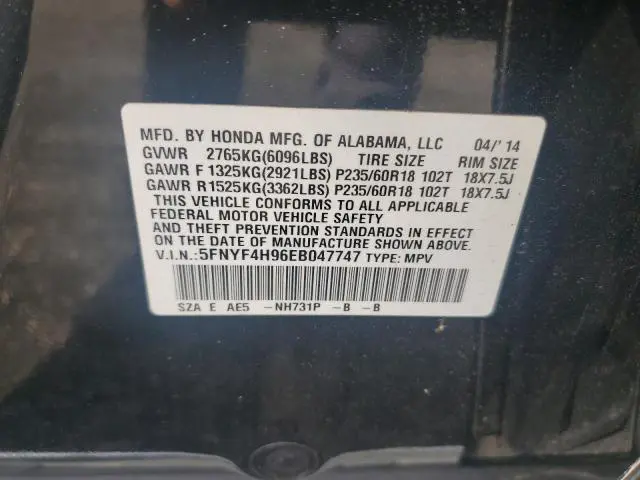 MFD. BY HONDA MFG. OF ALABAMA, LLC 04/'14
GVWR 2765KG(6096LBS) TIRE SIZE RIM SIZE
GAWR F 1325KG(2921LBS) P235/60R18 102T 18X7.5J
GAWR R1525KG(3362LBS) P235/60R18 102T 18X7.5J
THIS VEHICLE CONFORMS TO ALL APPLICABLE
FEDERAL MOTOR VEHICLE SAFETY
AND THEFT PREVENTION STANDARDS IN EFFECT
ON THE DATE OF MANUFACTURE SHOWN ABOVE.
V.I.N.:5FNYF4H96EB047747 TYPE: MPV
SZA E AE5 -NH731P -B -B